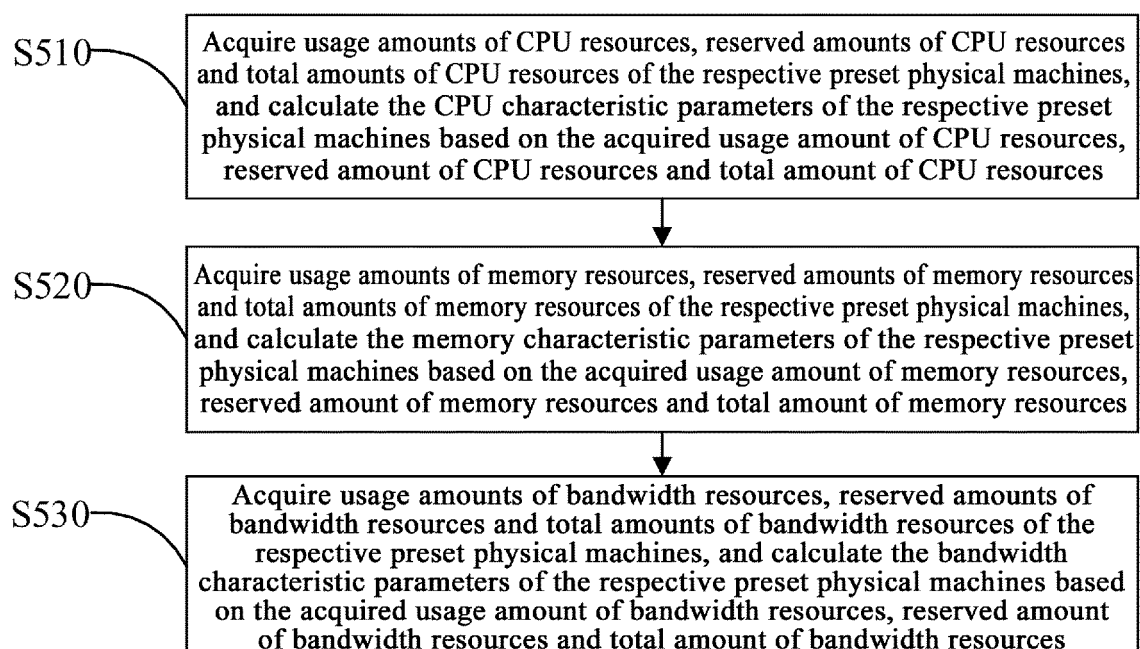 S510
Acquire usage amounts of CPU resources, reserved amounts of CPU resources
and total amounts of CPU resources of the respective preset physical machines,
and calculate the CPU characteristic parameters of the respective preset
physical machines based on the acquired usage amount of CPU resources,
reserved amount of CPU resources and total amount of CPU resources
S520
Acquire usage amounts of memory resources, reserved amounts of memory resources
and total amounts of memory resources of the respective preset physical machines,
and calculate the memory characteristic parameters of the respective preset
physical machines based on the acquired usage amount of memory resources,
reserved amount of memory resources and total amount of memory resources
S530
Acquire usage amounts of bandwidth resources, reserved amounts of
bandwidth resources and total amounts of bandwidth resources of the
respective preset physical machines, and calculate the bandwidth
characteristic parameters of the respective preset physical machines based
on the acquired usage amount of bandwidth resources, reserved amount
of bandwidth resources and total amount of bandwidth resources